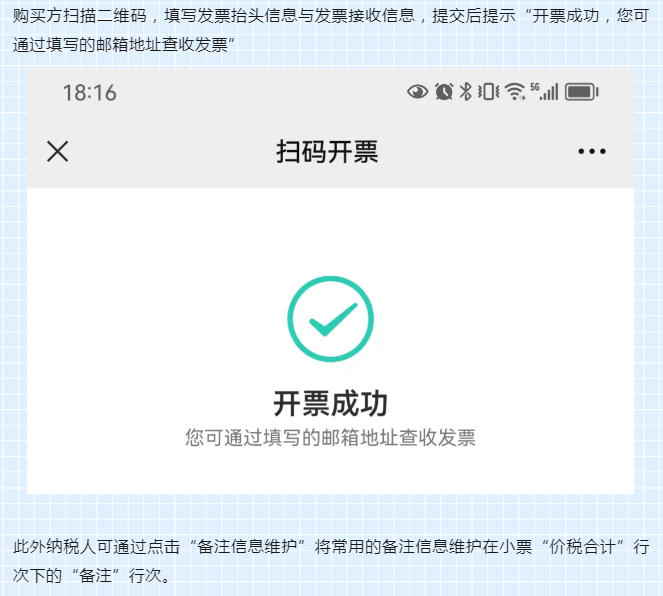 购买方扫描二维码，填写发票抬头信息与发票接收信息，提交后提示“开票成功，您可
通过填写的邮箱地址查收发票”
18:16
5G
扫码开票
开票成功
您可通过填写的邮箱地址查收发票
此外纳税人可通过点击“备注信息维护”将常用的备注信息维护在小票“价税合计”行
次下的“备注”行次。